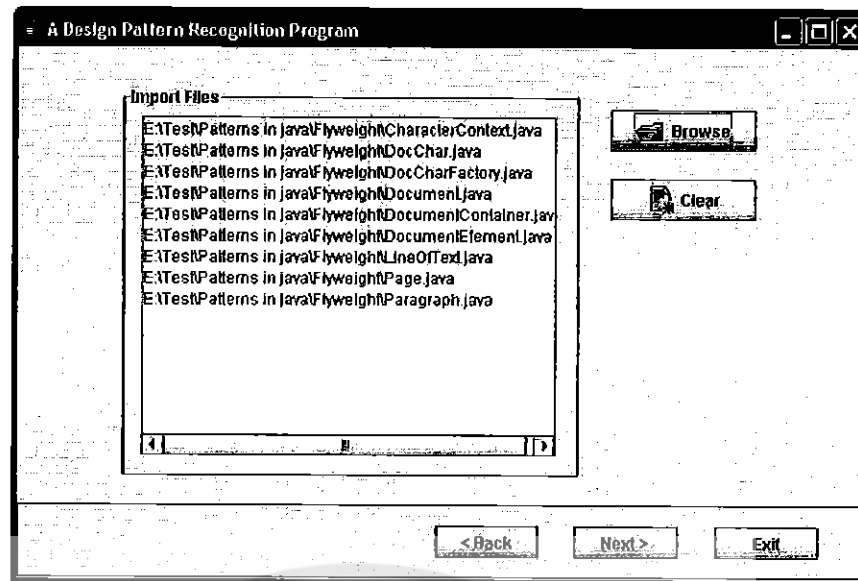 A Design Pattern Recognition Program
Import Files
E:\Test\Patterns in java\Flyweight\CharacterContext.java
E:\Test\Patterns in java\Flyweight\DocChar.java
E:\Test\Patterns in java\Flyweight\DocCharFactory.java
E:\Test\Patterns in java\Flyweight\Document.java
E:\Test\Patterns in java\Flyweight\DocumentContainer.jav
E:\Test\Patterns in java\Flyweight\DocumentElement.java
E:\Test\Patterns in java\Flyweight\LineOfText.java
E:\Test\Patterns in java\Flyweight\Page.java
E:\Test\Patterns in java\Flyweight\Paragraph.java
Browse
Clear
< Back
Next >
Exit